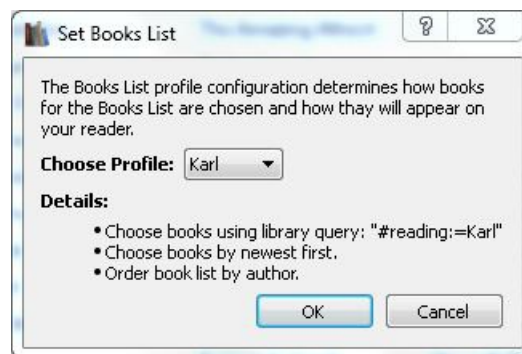 Set Books List
The Books List profile configuration determines how books
for the Books List are chosen and how thay will appear on
your reader.
Choose Profile: Karl
Details:
• Choose books using library query: "#reading:=Karl"
• Choose books by newest first.
• Order book list by author.
OK Cancel